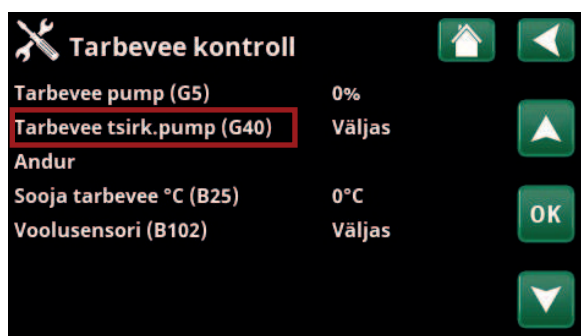 Tarbevee kontroll
Tarbevee pump (G5) 0%
Tarbevee tsirk.pump (G40) Väljas
Andur
Sooja tarbevee °C (B25) 0°C
Voolusensori (B102) Väljas
OK